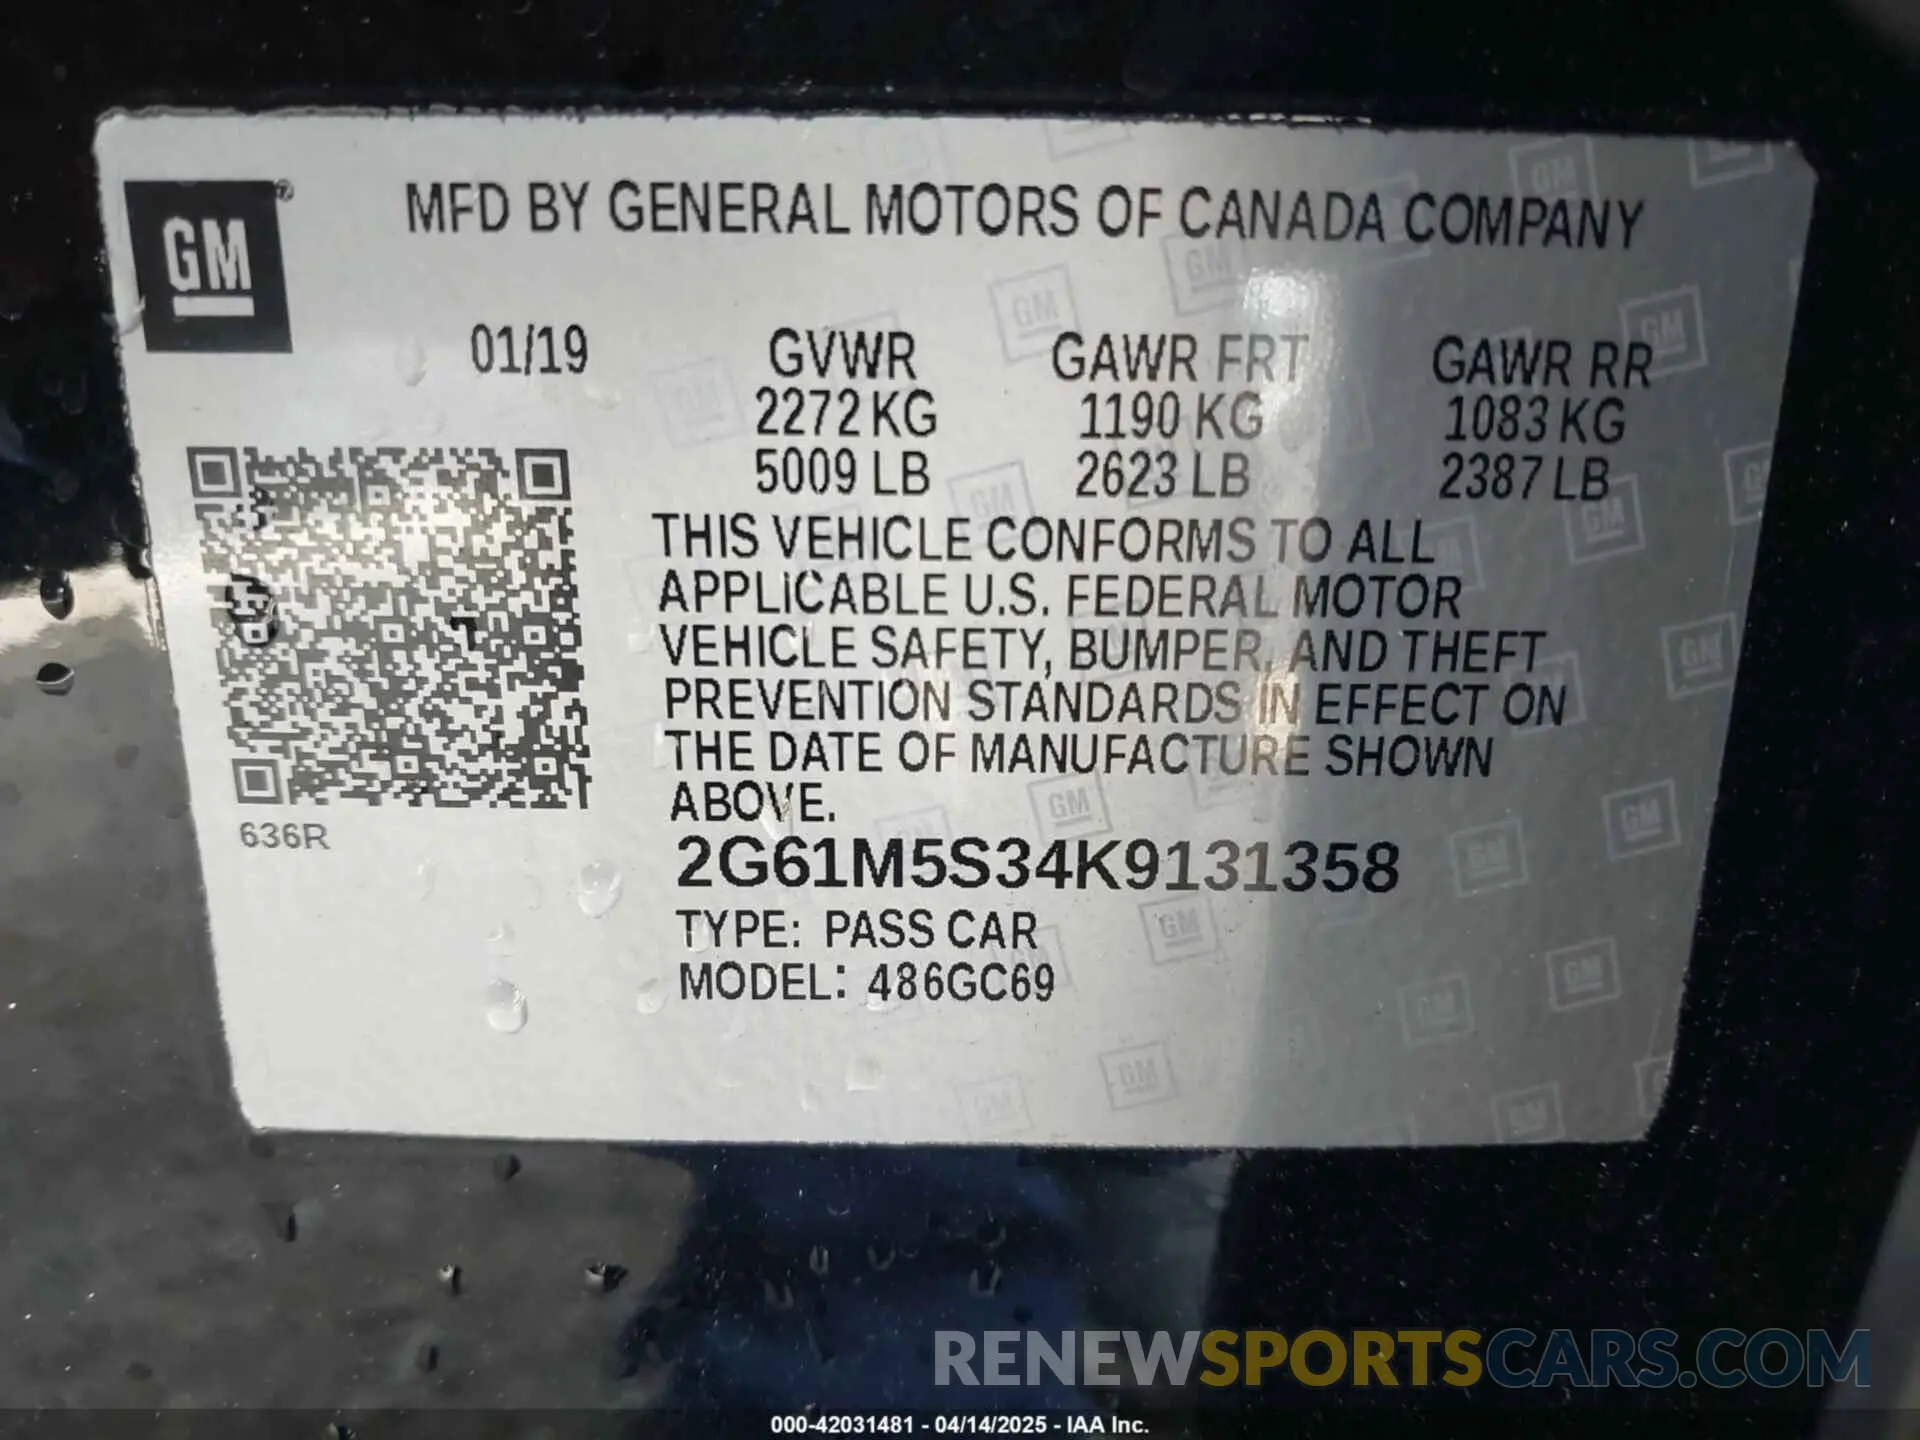 GM ®
MFD BY GENERAL MOTORS OF CANADA COMPANY
01/19 GVWR GAWR FRT GAWR RR
2272 KG 1190 KG 1083 KG
5009 LB 2623 LB 2387 LB
THIS VEHICLE CONFORMS TO ALL
APPLICABLE U.S. FEDERAL MOTOR
VEHICLE SAFETY, BUMPER, AND THEFT
PREVENTION STANDARDS IN EFFECT ON
THE DATE OF MANUFACTURE SHOWN
ABOVE.
636R
2G61M5S34K9131358
TYPE: PASS CAR
MODEL: 486GC69
RENEWSPORTSCARS.COM
000-42031481 - 04/14/2025 - IAA Inc.